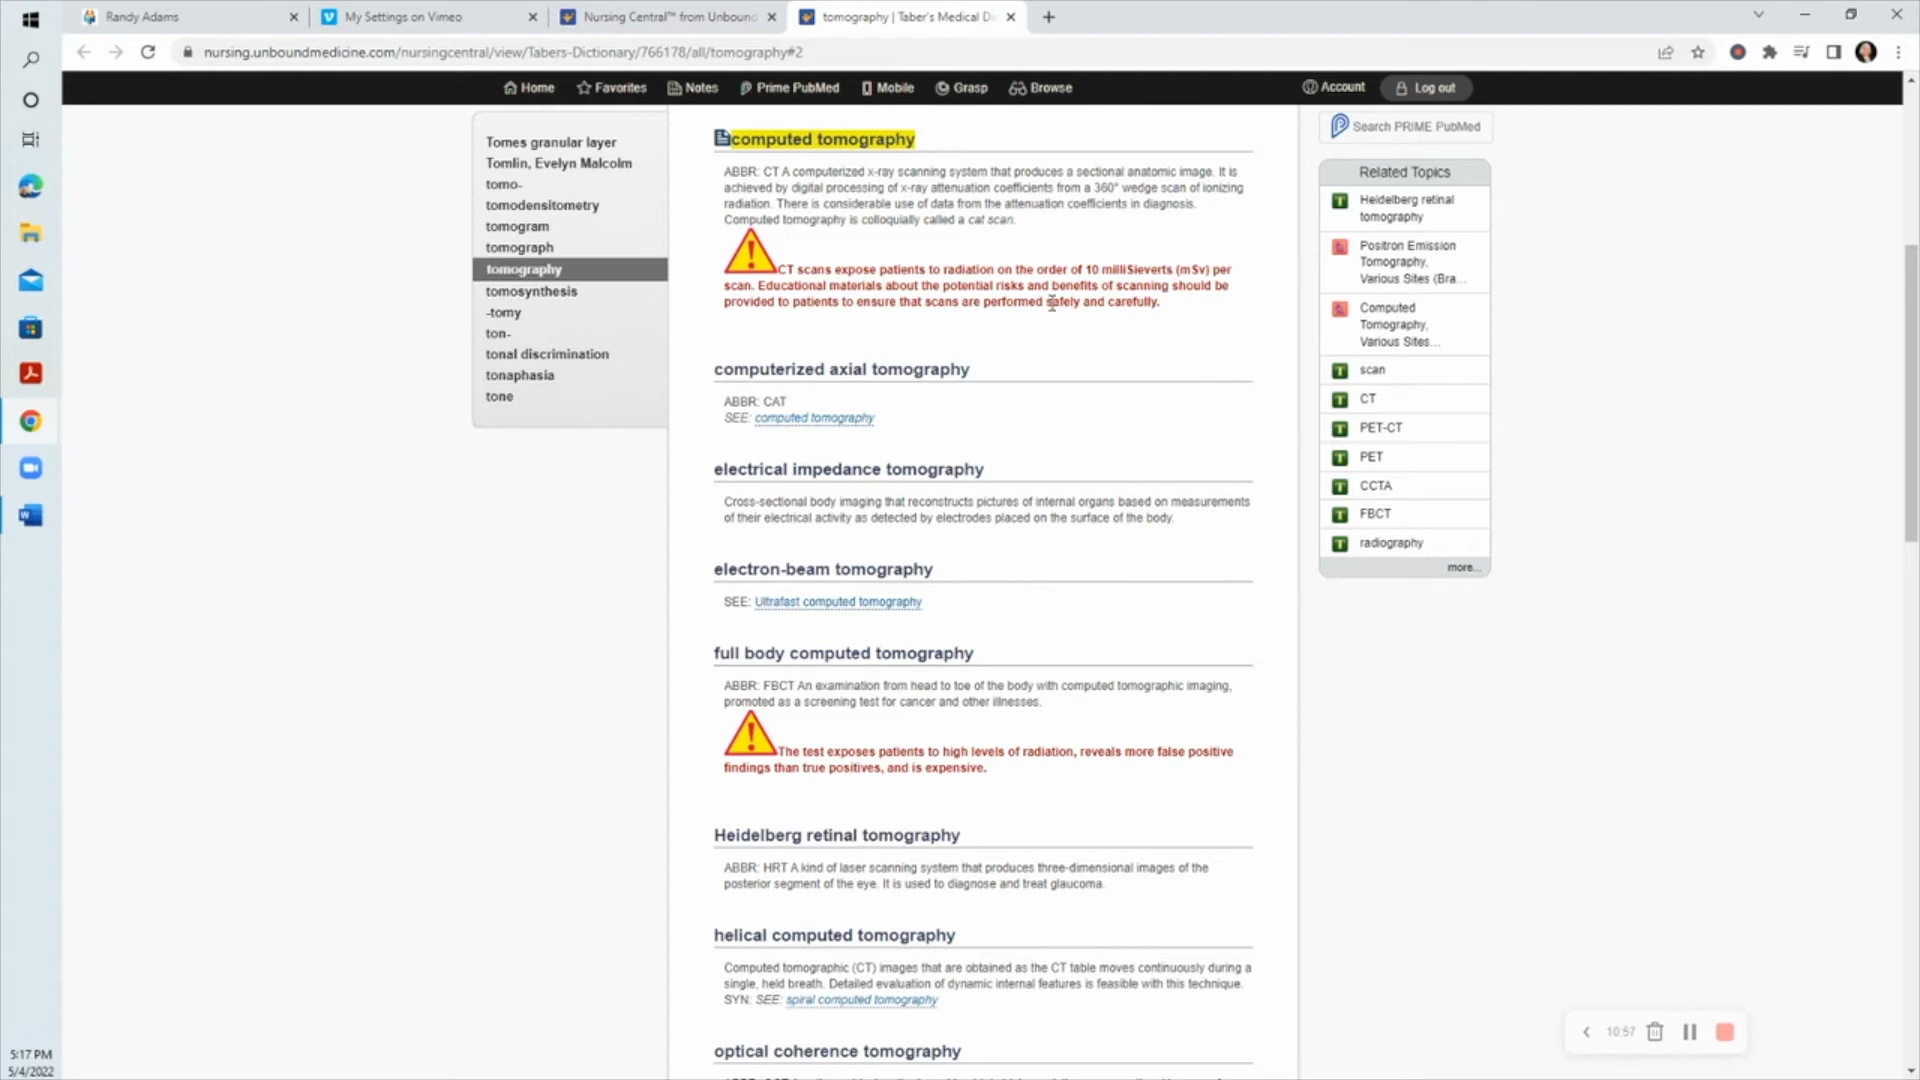 Randy Adams
My Settings on Vimeo
Nursing Central™ from Unbound
tomography | Taber's Medical Di
nursing.unboundmedicine.com/nursingcentral/view/Tabers-Dictionary/766178/all/tomography#2
Home
Favorites
Notes
Prime PubMed
Mobile
Grasp
Browse
Account
Log out
Tomes granular layer
Tomlin, Evelyn Malcolm
tomo-
tomodensitometry
tomogram
tomograph
tomography
tomosynthesis
-tomy
ton-
tonal discrimination
tonaphasia
tone
computed tomography
ABBR: CT A computerized x-ray scanning system that produces a sectional anatomic image. It is
achieved by digital processing of x-ray attenuation coefficients from a 360° wedge scan of ionizing
radiation. There is considerable use of data from the attenuation coefficients in diagnosis.
Computed tomography is colloquially called a cat scan.
CT scans expose patients to radiation on the order of 10 milliSieverts (mSv) per
scan. Educational materials about the potential risks and benefits of scanning should be
provided to patients to ensure that scans are performed safely and carefully.
computerized axial tomography
ABBR: CAT
SEE: computed tomography
electrical impedance tomography
Cross-sectional body imaging that reconstructs pictures of internal organs based on measurements
of their electrical activity as detected by electrodes placed on the surface of the body.
electron-beam tomography
SEE: Ultrafast computed tomography
full body computed tomography
ABBR: FBCT An examination from head to toe of the body with computed tomographic imaging,
promoted as a screening test for cancer and other illnesses.
The test exposes patients to high levels of radiation, reveals more false positive
findings than true positives, and is expensive.
Heidelberg retinal tomography
ABBR: HRT A kind of laser scanning system that produces three-dimensional images of the
posterior segment of the eye. It is used to diagnose and treat glaucoma.
helical computed tomography
Computed tomographic (CT) images that are obtained as the CT table moves continuously during a
single, held breath. Detailed evaluation of dynamic internal features is feasible with this technique.
SYN: SEE: spiral computed tomography
optical coherence tomography
Search PRIME PubMed
Related Topics
Heidelberg retinal
tomography
Positron Emission
Tomography,
Various Sites (Bra...
Computed
Tomography,
Various Sites...
scan
CT
PET-CT
PET
CCTA
FBCT
radiography
more...
10:57
5:17 PM
5/4/2022